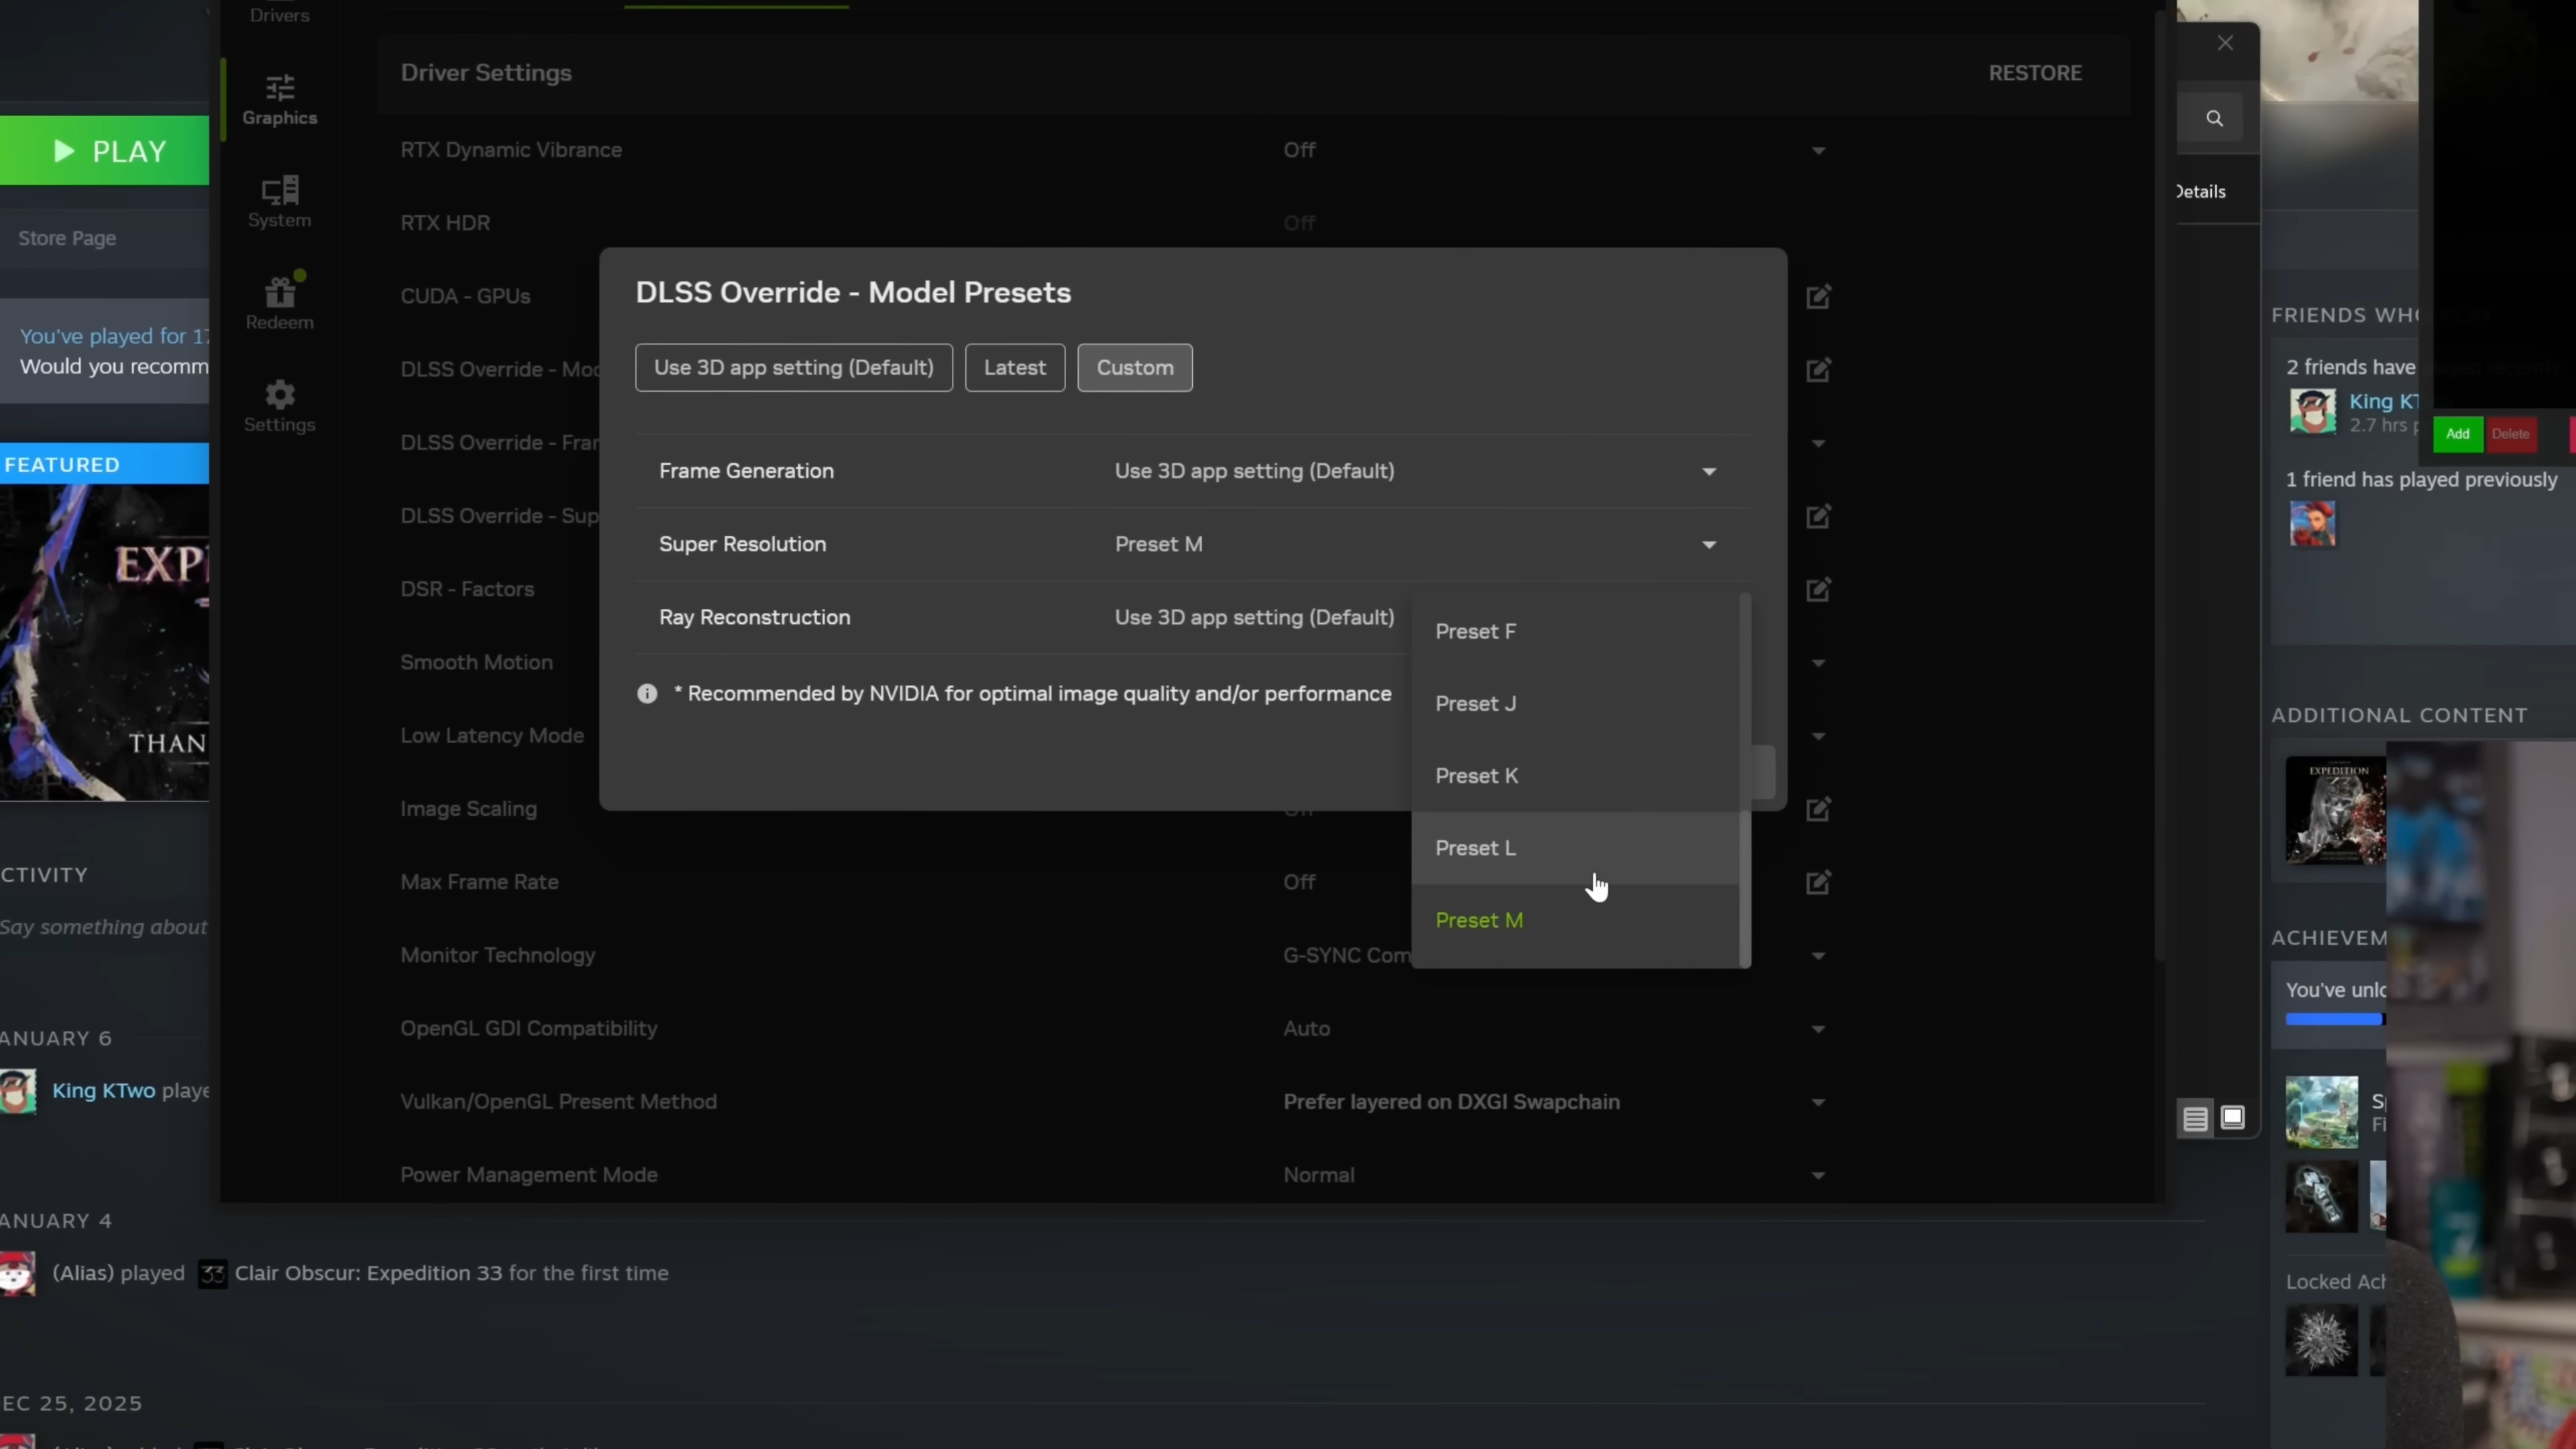 Drivers
Driver Settings
RESTORE
Graphics
PLAY
RTX Dynamic Vibrance
Off
Details
System
RTX HDR
Off
Store Page
DLSS Override - Model Presets
CUDA - GPUs
Redeem
FRIENDS WH
You've played for 17
Would you recomm
Use 3D app setting (Default)
Latest
Custom
DLSS Override - Mod
2 friends have
King KT
2.7 hrs
Settings
DLSS Override - Fran
Add
Delete
FEATURED
Frame Generation
Use 3D app setting (Default)
1 friend has played previously
DLSS Override - Sup
Super Resolution
Preset M
EXP
DSR - Factors
Ray Reconstruction
Use 3D app setting (Default)
Preset F
Smooth Motion
* Recommended by NVIDIA for optimal image quality and/or performance
Preset J
ADDITIONAL CONTENT
THAN
Low Latency Mode
Preset K
EXPEDITION
Image Scaling
Off
Preset L
CTIVITY
Max Frame Rate
Off
Say something about
Preset M
ACHIEVEM
Monitor Technology
G-SYNC Com
You've unlo
ANUARY 6
OpenGL GDI Compatibility
Auto
King KTwo playe
Vulkan/OpenGL Present Method
Prefer layered on DXGI Swapchain
Sp
Fi
Power Management Mode
Normal
ANUARY 4
(Alias) played
33
Clair Obscur: Expedition 33 for the first time
Locked Ach
EC 25, 2025